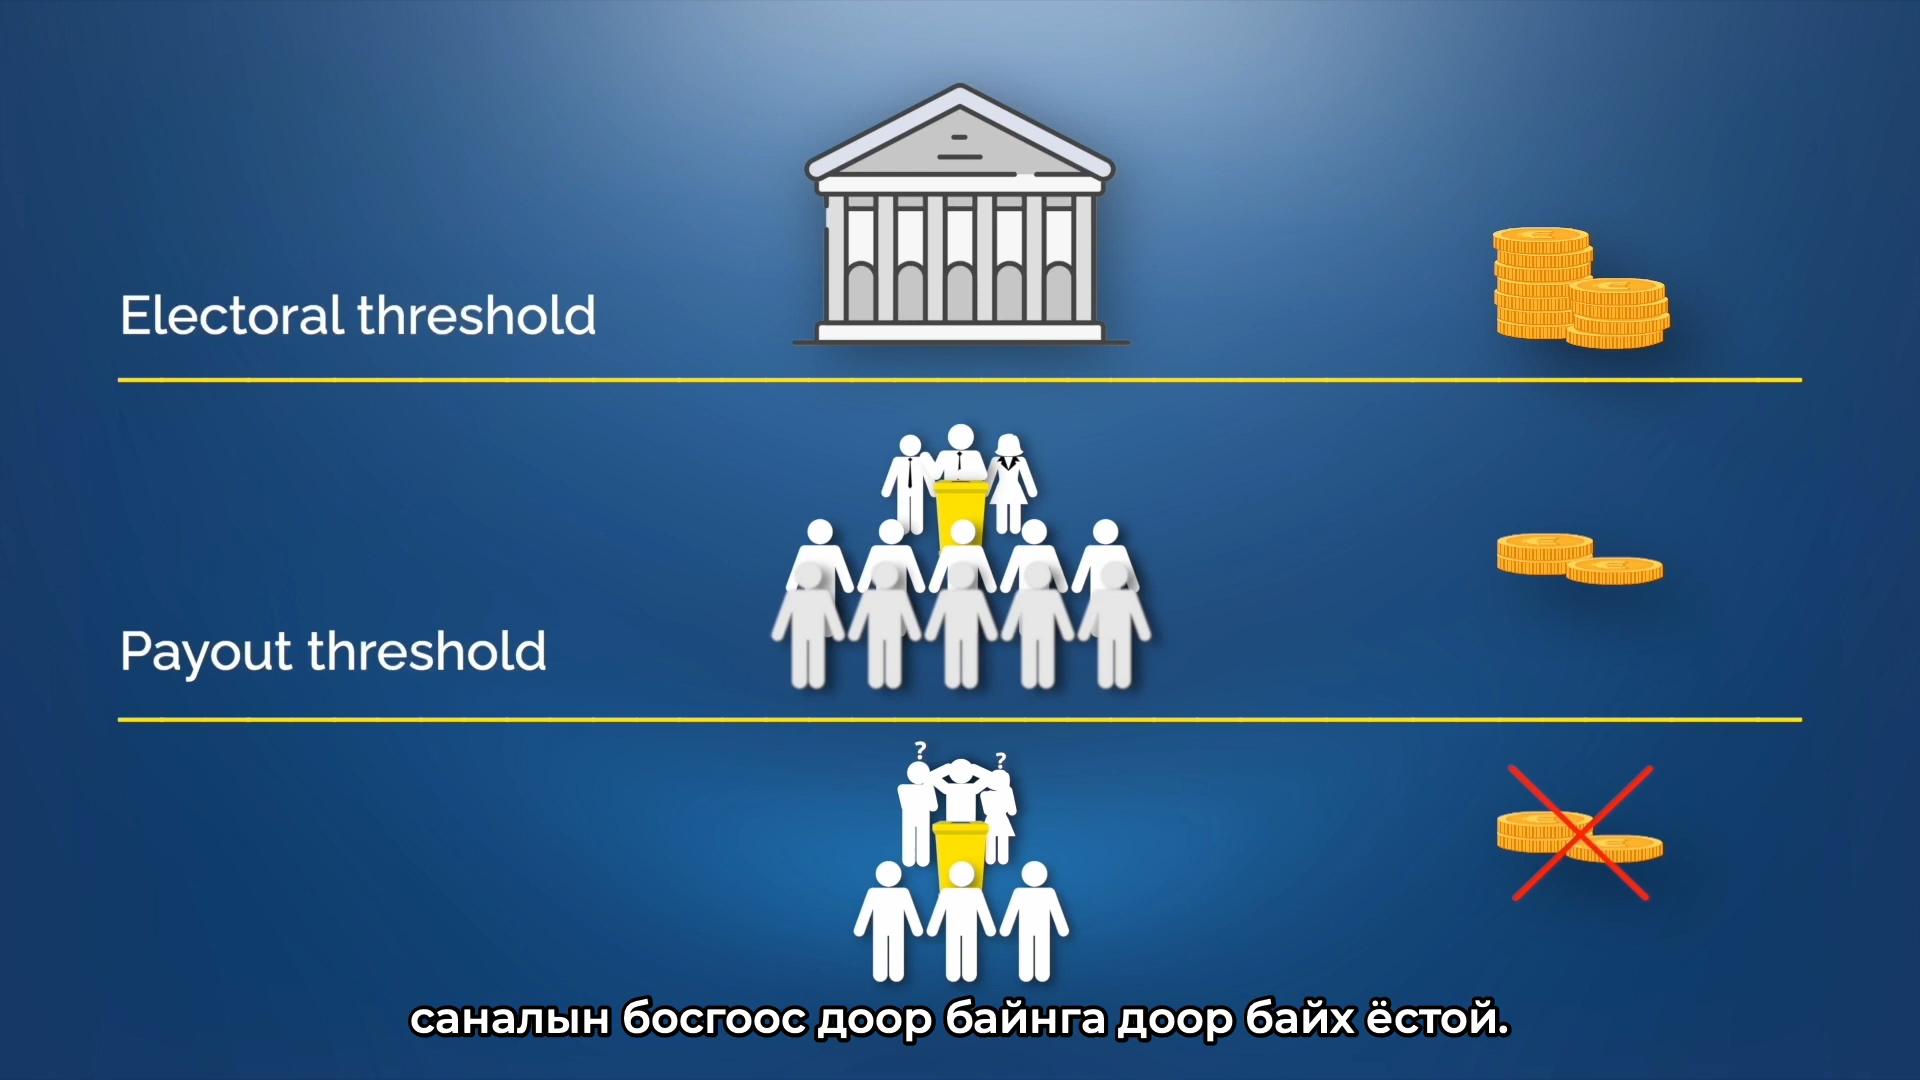 Electoral threshold
Payout threshold
?
?
саналын босгоос доор байнга доор байх ёстой.